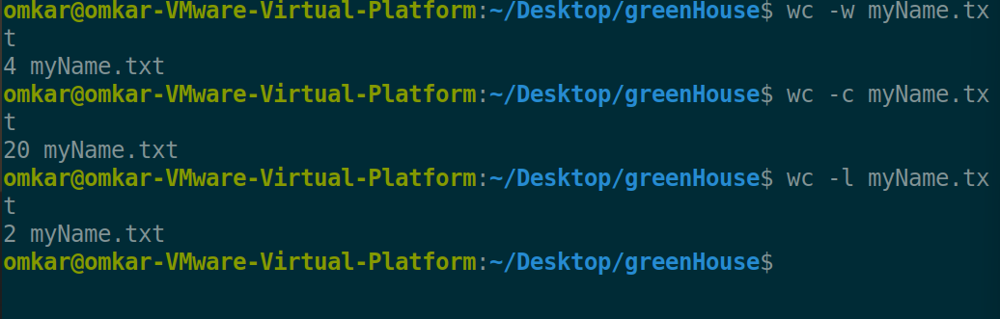 omkar@omkar-VMware-Virtual-Platform:~/Desktop/greenHouse$ wc -w myName.tx
t
4 myName.txt
omkar@omkar-VMware-Virtual-Platform:~/Desktop/greenHouse$ wc -c myName.tx
t
20 myName.txt
omkar@omkar-VMware-Virtual-Platform:~/Desktop/greenHouse$ wc -l myName.tx
t
2 myName.txt
omkar@omkar-VMware-Virtual-Platform:~/Desktop/greenHouse$